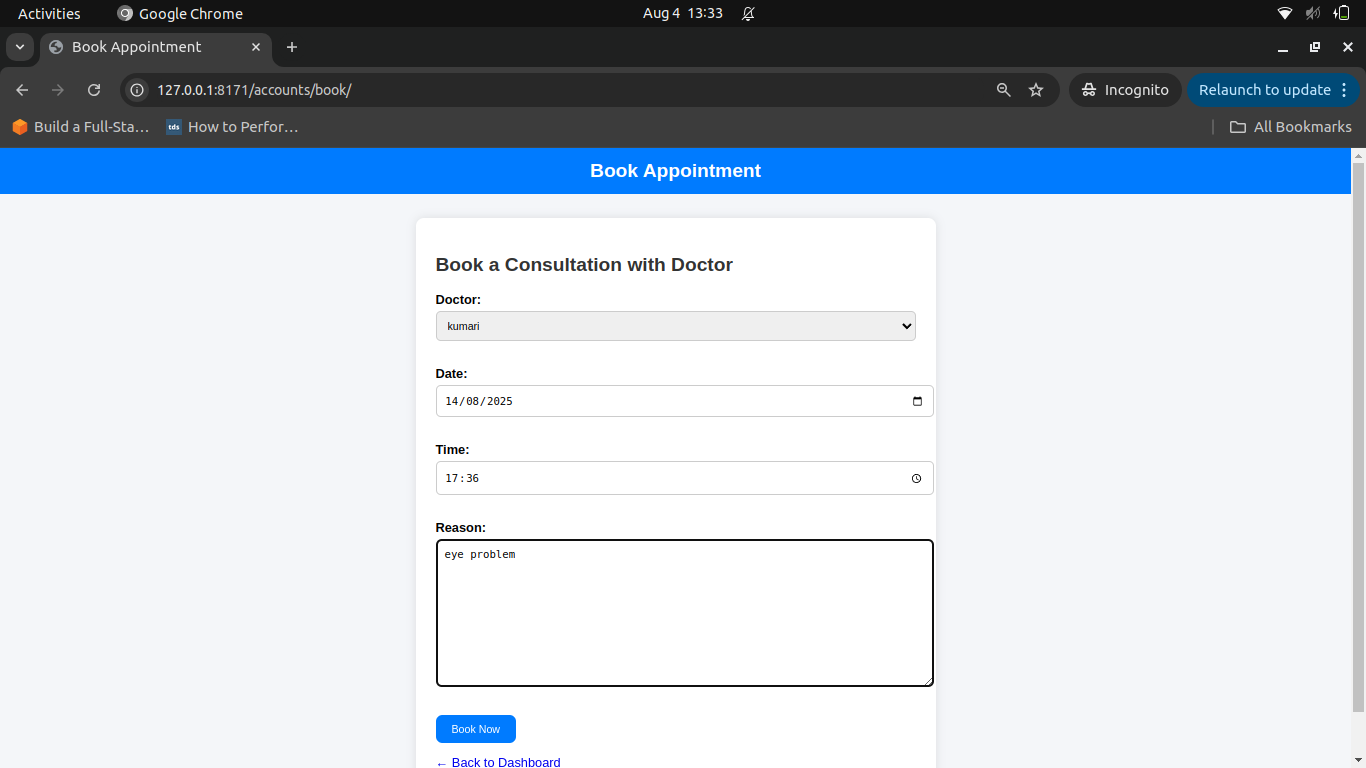 Activities Google Chrome Aug 4 13:33
Book Appointment
127.0.0.1:8171/accounts/book/ Incognito Relaunch to update
Build a Full-Sta... tds How to Perfor... All Bookmarks
Book Appointment
Book a Consultation with Doctor
Doctor:
kumari
Date:
14/08/2025
Time:
17:36
Reason:
eye problem
Book Now
← Back to Dashboard